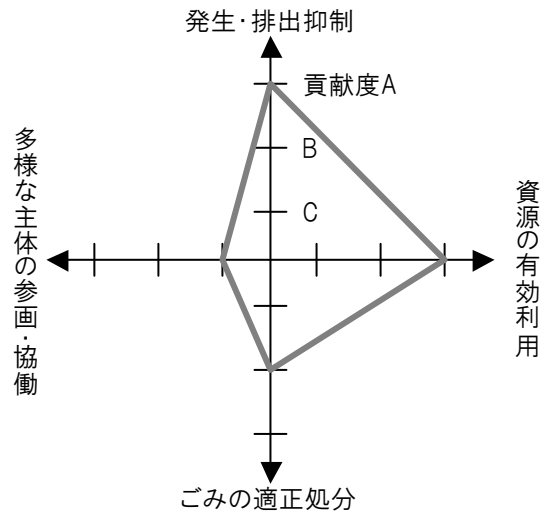 発生・排出抑制
貢献度A
B
C
多様な主体の参画・協働
資源の有効利用
ごみの適正処分